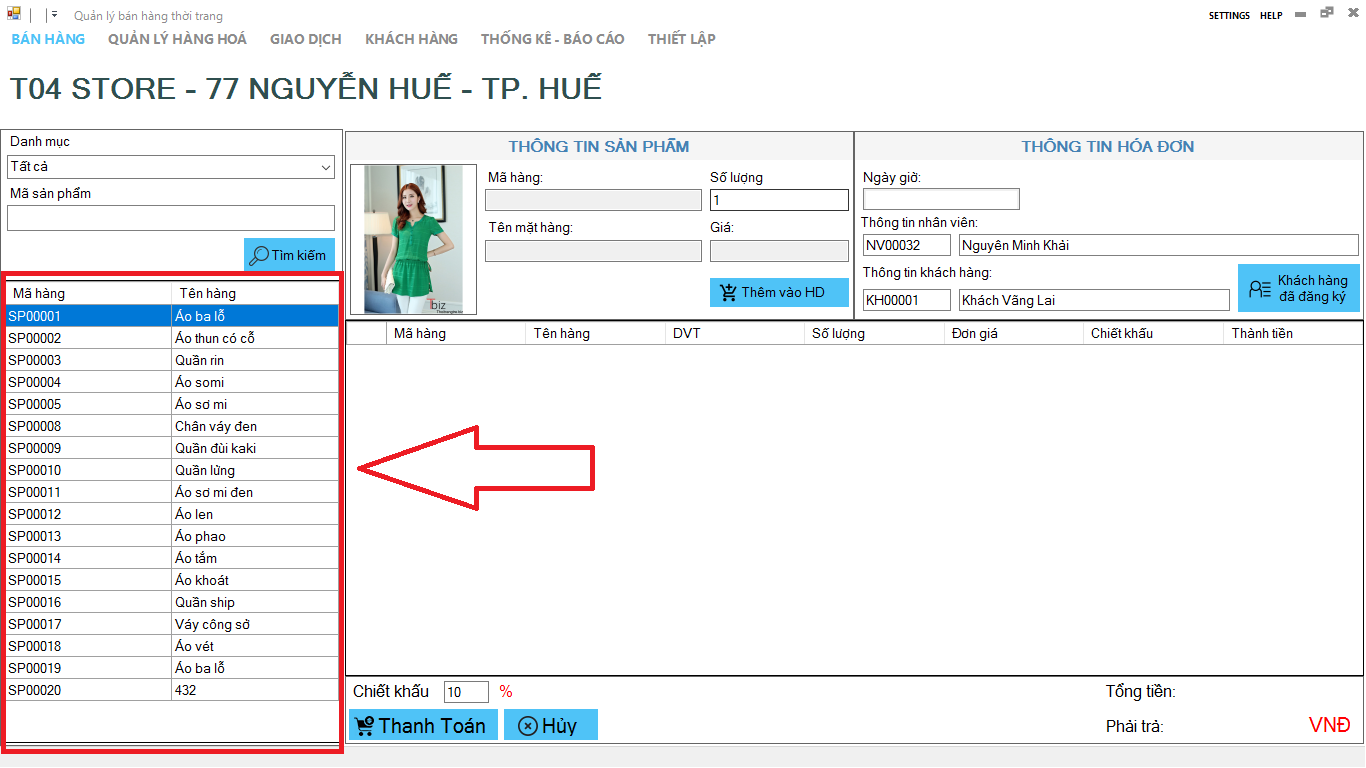 Quản lý bán hàng thời trang
SETTINGS HELP
BÁN HÀNG QUẢN LÝ HÀNG HOÁ GIAO DỊCH KHÁCH HÀNG THỐNG KÊ - BÁO CÁO THIẾT LẬP
T04 STORE - 77 NGUYỄN HUẾ - TP. HUẾ
Danh mục
Tất cả
Mã sản phẩm
Tìm kiếm
Mã hàng Tên hàng
SP00001 Áo ba lỗ
SP00002 Áo thun có cỗ
SP00003 Quần rin
SP00004 Áo somi
SP00005 Áo sơ mi
SP00008 Chân váy đen
SP00009 Quần đùi kaki
SP00010 Quần lửng
SP00011 Áo sơ mi đen
SP00012 Áo len
SP00013 Áo phao
SP00014 Áo tắm
SP00015 Áo khoát
SP00016 Quần ship
SP00017 Váy công sở
SP00018 Áo vét
SP00019 Áo ba lỗ
SP00020 432
THÔNG TIN SẢN PHẨM
Mã hàng:
Số lượng
1
Tên mặt hàng:
Giá:
Thêm vào HD
Tbiz
THÔNG TIN HÓA ĐƠN
Ngày giờ:
Thông tin nhân viên:
NV00032 Nguyên Minh Khải
Thông tin khách hàng:
KH00001 Khách Vãng Lai
Khách hàng
đã đăng ký
Mã hàng Tên hàng DVT Số lượng Đơn giá Chiết khấu Thành tiền
Chiết khấu 10 %
Thanh Toán Hủy
Tổng tiền:
Phải trả: VNĐ